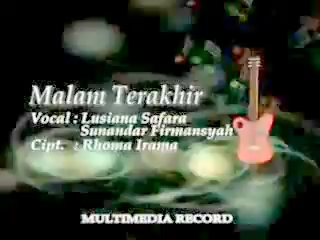 Malam Terakhir
Vocal : Lusiana Safara
Sunandar Firmansyah
Cipt. : Rhoma Irama
MULTIMEDIA RECORD